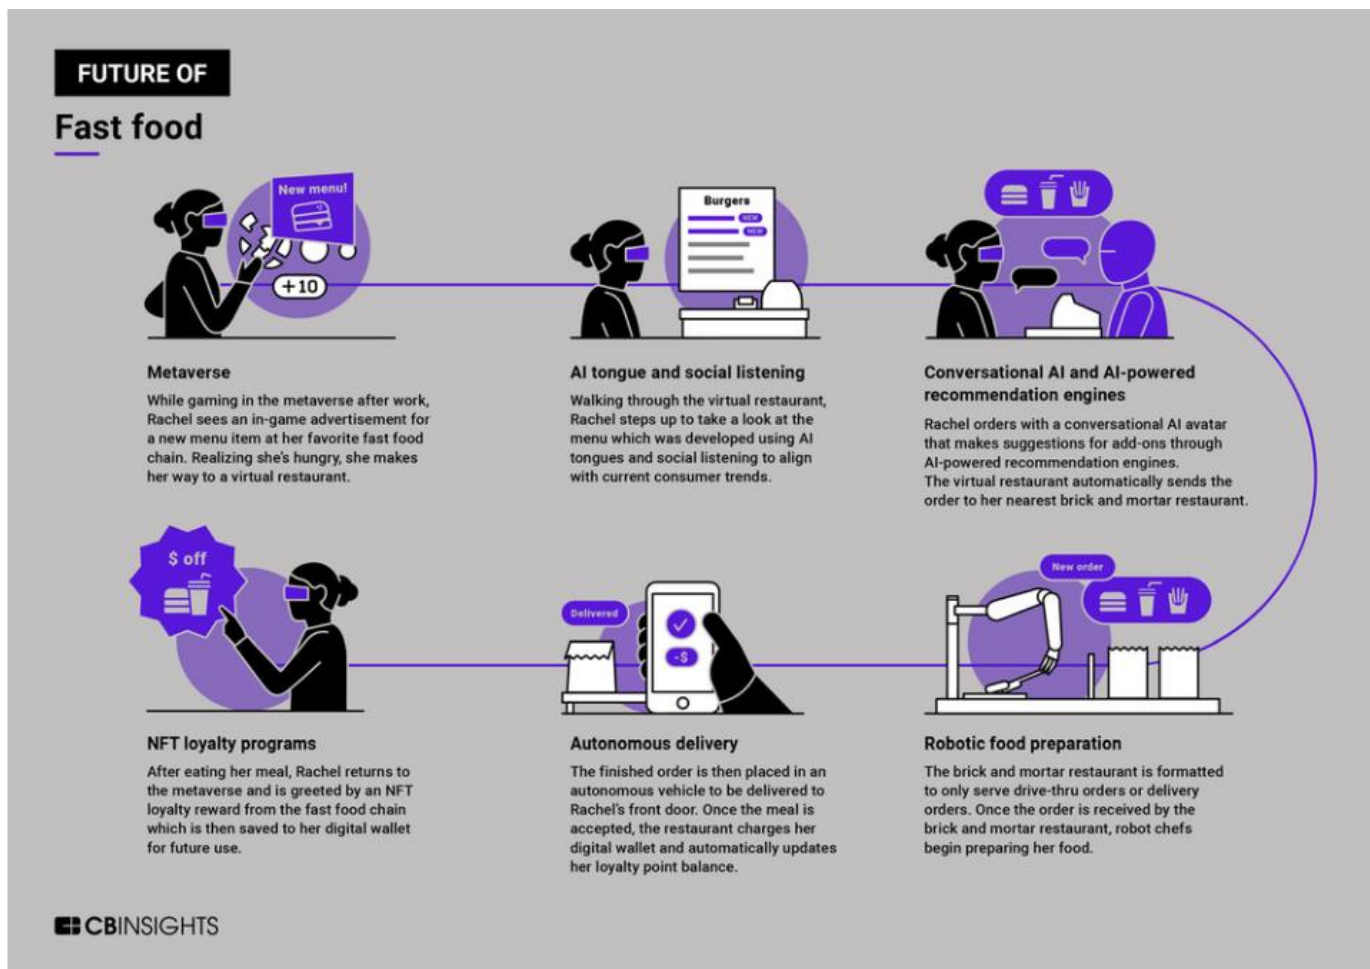 FUTURE OF
Fast food
New menu!
+10
Metaverse
While gaming in the metaverse after work,
Rachel sees an in-game advertisement for
a new menu item at her favorite fast food
chain. Realizing she's hungry, she makes
her way to a virtual restaurant.
Burgers
NEW
NEW
AI tongue and social listening
Walking through the virtual restaurant,
Rachel steps up to take a look at the
menu which was developed using AI
tongues and social listening to align
with current consumer trends.
Conversational AI and AI-powered
recommendation engines
Rachel orders with a conversational AI avatar
that makes suggestions for add-ons through
AI-powered recommendation engines.
The virtual restaurant automatically sends the
order to her nearest brick and mortar restaurant.
New order
Robotic food preparation
The brick and mortar restaurant is formatted
to only serve drive-thru orders or delivery
orders. Once the order is received by the
brick and mortar restaurant, robot chefs
begin preparing her food.
Delivered
-$
Autonomous delivery
The finished order is then placed in an
autonomous vehicle to be delivered to
Rachel's front door. Once the meal is
accepted, the restaurant charges her
digital wallet and automatically updates
her loyalty point balance.
$ off
NFT loyalty programs
After eating her meal, Rachel returns to
the metaverse and is greeted by an NFT
loyalty reward from the fast food chain
which is then saved to her digital wallet
for future use.
CBINSIGHTS